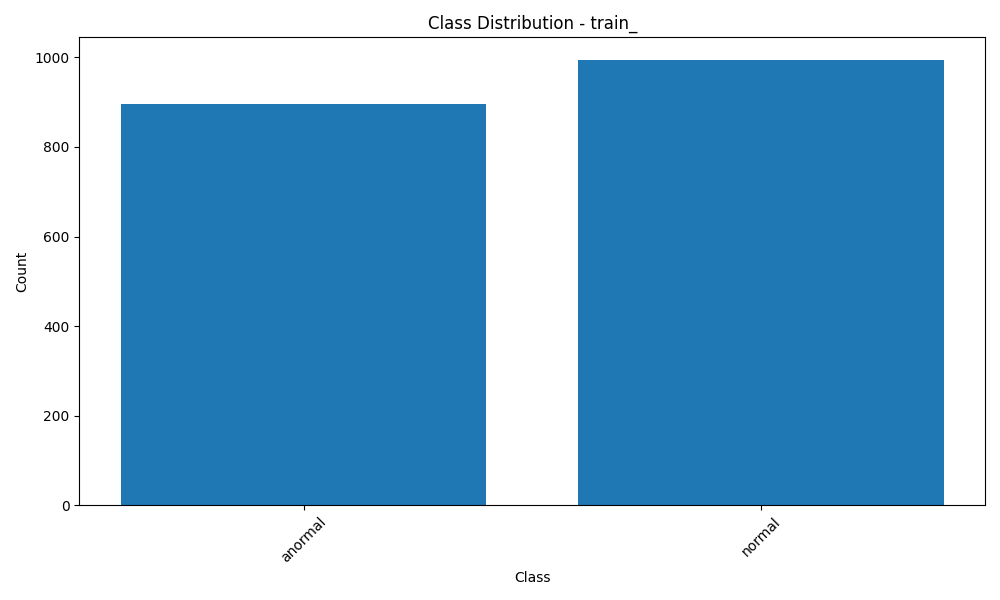 Class Distribution - train_
1000
800
600
400
200
0
Count
anormal
normal
Class